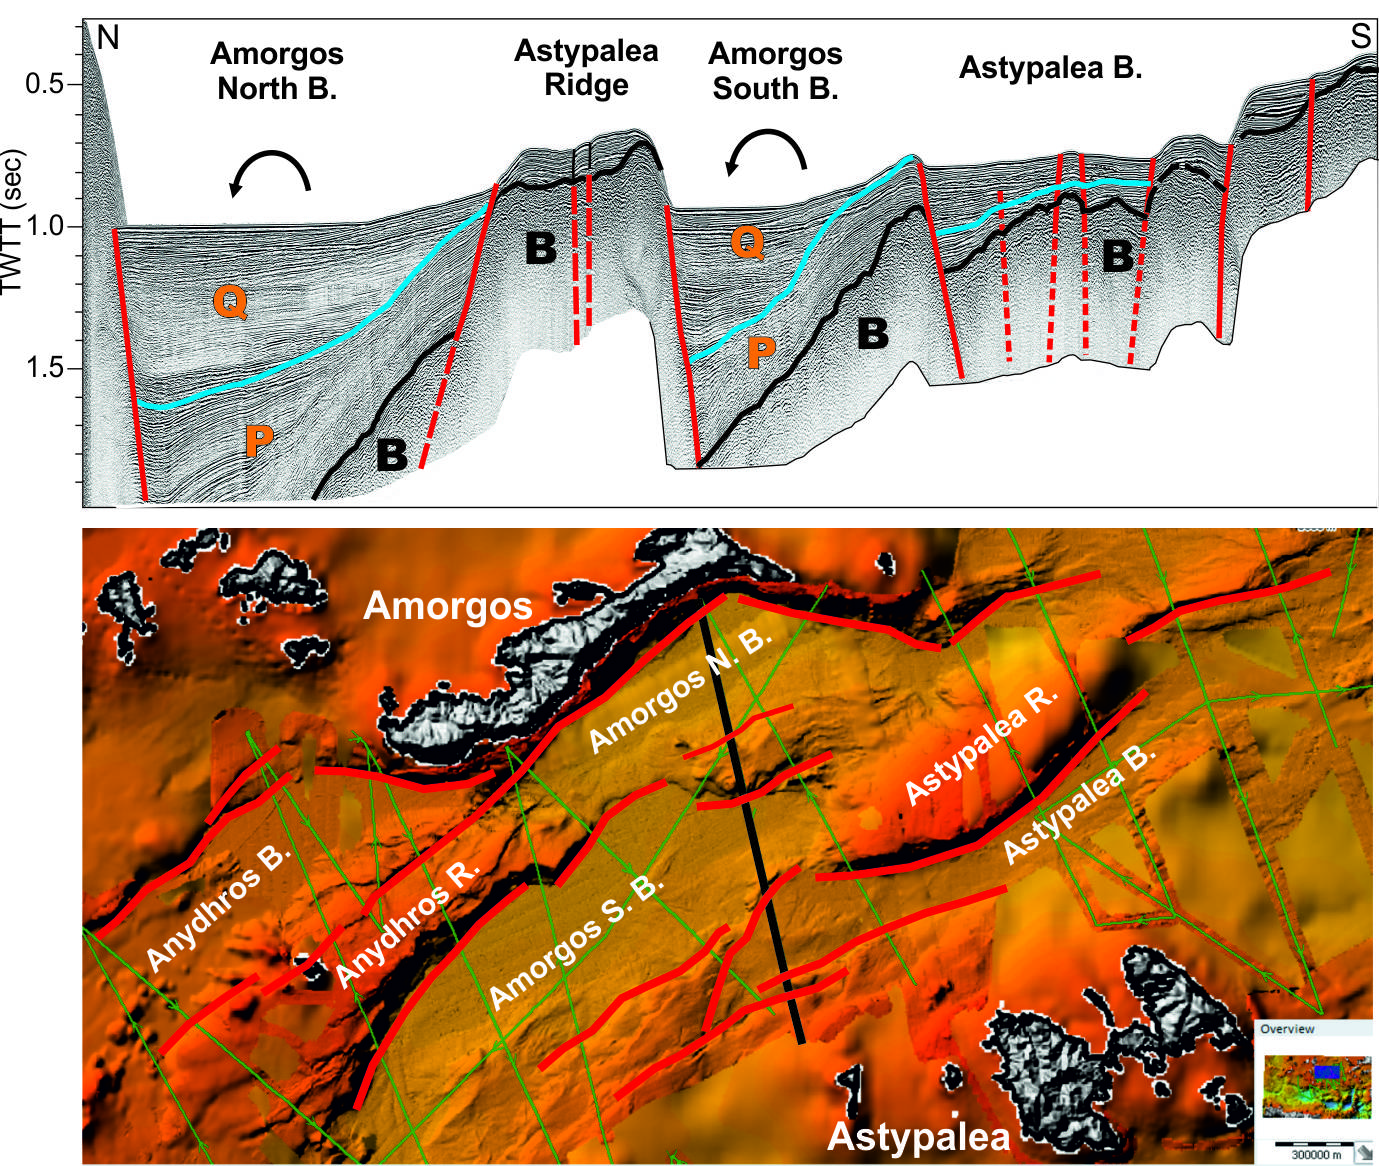 N
S
Amorgos
North B.
Astypalea
Ridge
Amorgos
South B.
Astypalea B.
0.5
1.0
1.5
TWTT (sec)
Q
P
B
B
Q
P
B
B
Amorgos
Amorgos N. B.
Astypalea R.
Astypalea B.
Anydhros B.
Anydhros R.
Amorgos S. B.
Astypalea
Overview
300000 m